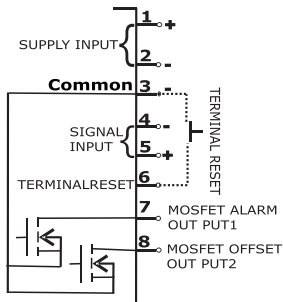 1 +
SUPPLY INPUT
2 -
Common 3 -
4 -
SIGNAL
INPUT
5 +
TERMINALRESET 6
TERMINAL RESET
7 MOSFET ALARM
OUT PUT1
8 MOSFET OFFSET
OUT PUT2